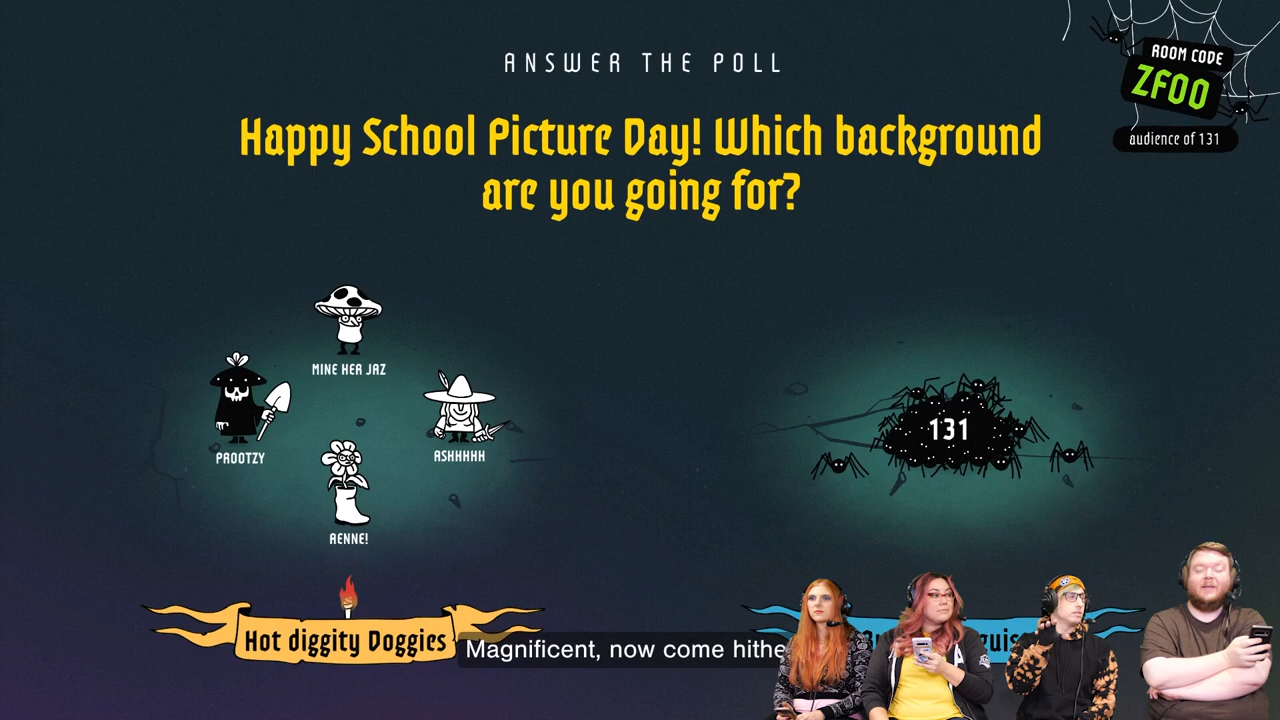 ANSWER THE POLL
ROOM CODE
ZFOO
audience of 131
Happy School Picture Day! Which background
are you going for?
MINE HER JAZ
131
PROOTZY
ASHHHHH
RENNE!
Hot diggity Doggies
Magnificent, now come hithe